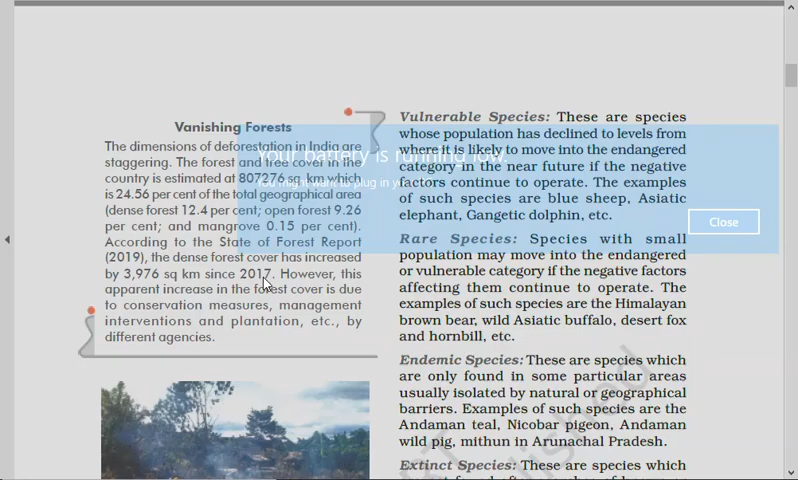 Vanishing Forests
The dimensions of deforestation in India are
staggering. The forest and tree cover in the
country is estimated at 807276 sq km which
is 24.56 per cent of the total geographical area
(dense forest 12.4 per cent; open forest 9.26
per cent; and mangrove 0.15 per cent).
According to the State of Forest Report
(2019), the dense forest cover has increased
by 3,976 sq km since 2017. However, this
apparent increase in the forest cover is due
to conservation measures, management
interventions and plantation, etc., by
different agencies.
Vulnerable Species: These are species
whose population has declined to levels from
where it is likely to move into the endangered
category in the near future if the negative
factors continue to operate. The examples
of such species are blue sheep, Asiatic
elephant, Gangetic dolphin, etc.
Rare Species: Species with small
population may move into the endangered
or vulnerable category if the negative factors
affecting them continue to operate. The
examples of such species are the Himalayan
brown bear, wild Asiatic buffalo, desert fox
and hornbill, etc.
Endemic Species: These are species which
are only found in some particular areas
usually isolated by natural or geographical
barriers. Examples of such species are the
Andaman teal, Nicobar pigeon, Andaman
wild pig, mithun in Arunachal Pradesh.
Extinct Species: These are species which
Your battery is running low.
You might want to plug in your
Close